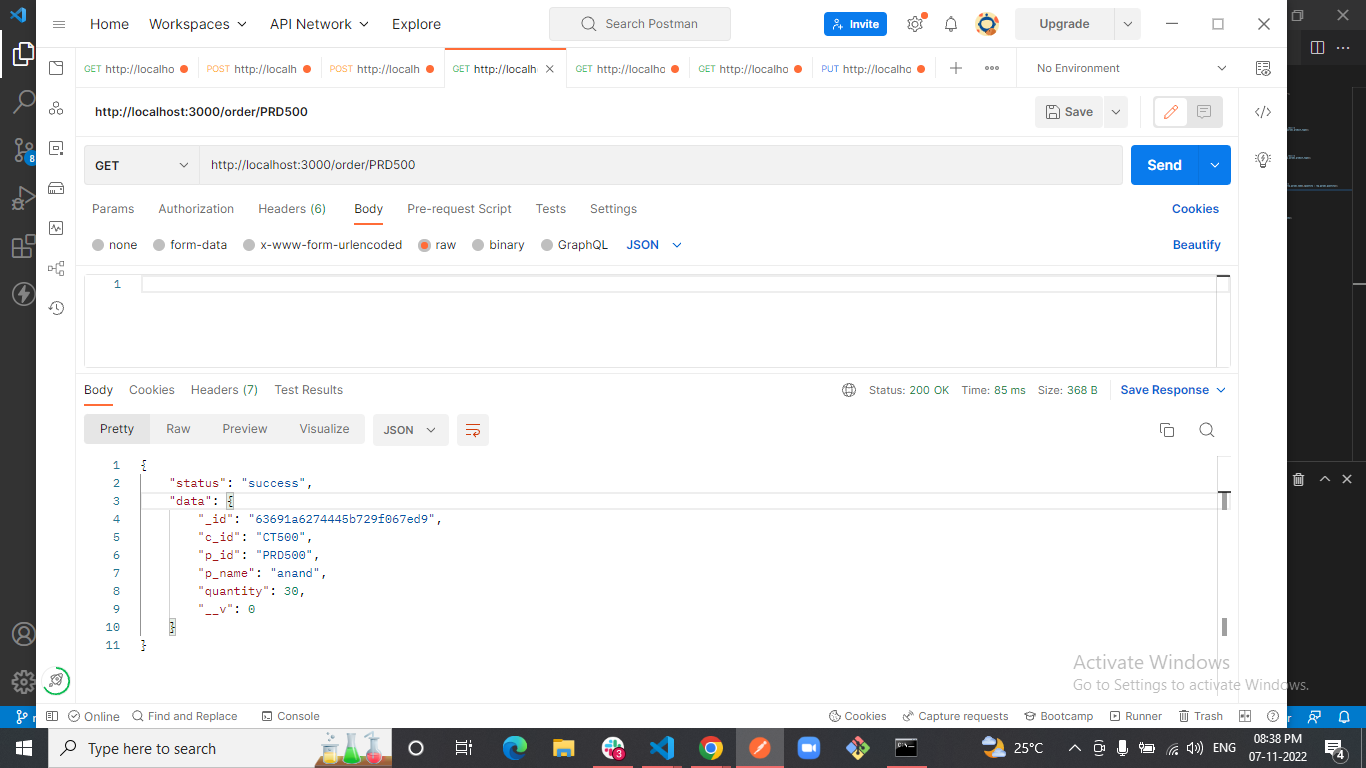 Home Workspaces API Network Explore Search Postman Invite Upgrade
GET http://localho POST http://localh POST http://localh GET http://localh GET http://localho GET http://localho PUT http://localho No Environment
http://localhost:3000/order/PRD500 Save
GET http://localhost:3000/order/PRD500 Send
Params Authorization Headers (6) Body Pre-request Script Tests Settings Cookies
none form-data x-www-form-urlencoded raw binary GraphQL JSON Beautify
1
Body Cookies Headers (7) Test Results Status: 200 OK Time: 85 ms Size: 368 B Save Response
Pretty Raw Preview Visualize JSON
1 {
2 "status": "success",
3 "data": {
4 "_id": "63691a6274445b729f067ed9",
5 "c_id": "CT500",
6 "p_id": "PRD500",
7 "p_name": "anand",
8 "quantity": 30,
9 "__v": 0
10 }
11 }
8
Activate Windows
Go to Settings to activate Windows.
Online Find and Replace Console Cookies Capture requests Bootcamp Runner Trash
Type here to search 3 25°C ENG 08:38 PM
07-11-2022 4